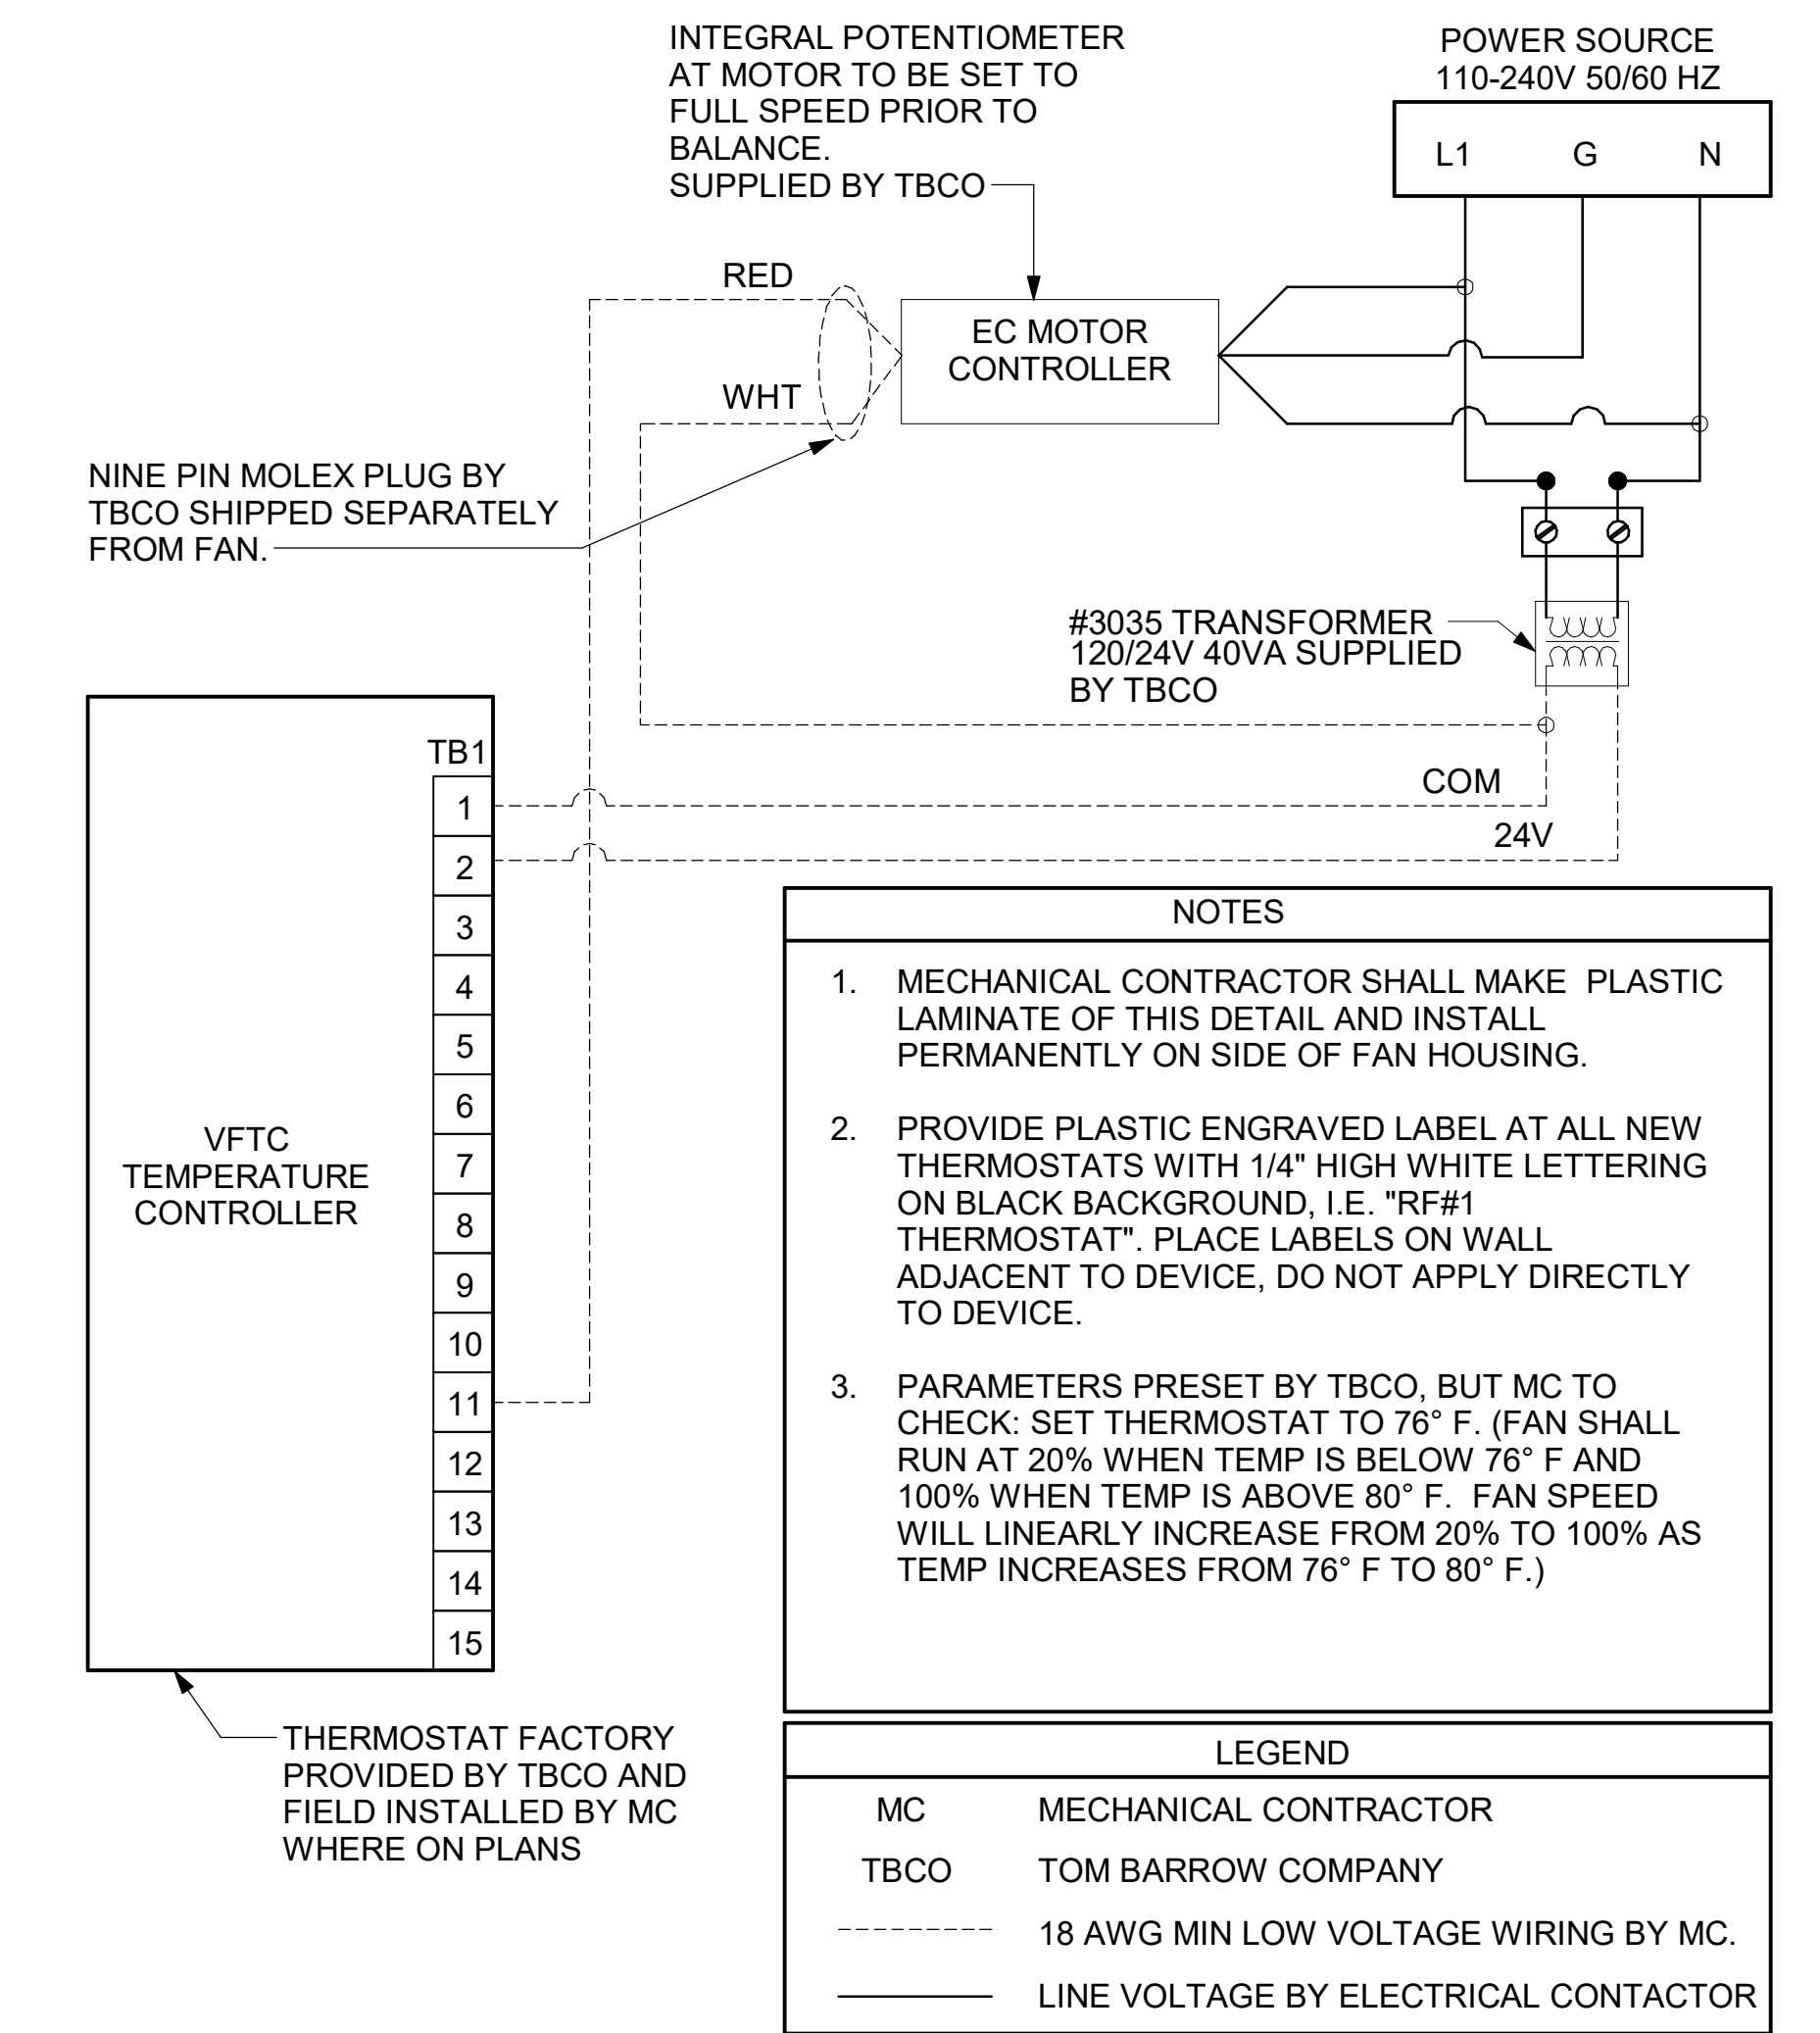 INTEGRAL POTENTIOMETER
AT MOTOR TO BE SET TO
FULL SPEED PRIOR TO
BALANCE.
SUPPLIED BY TBCO
POWER SOURCE
110-240V 50/60 HZ
L1 G N
RED
EC MOTOR
CONTROLLER
WHT
NINE PIN MOLEX PLUG BY
TBCO SHIPPED SEPARATELY
FROM FAN.
#3035 TRANSFORMER
120/24V 40VA SUPPLIED
BY TBCO
COM
24V
TB1
1
2
3
4
5
6
7
8
9
10
11
12
13
14
15
VFTC
TEMPERATURE
CONTROLLER
THERMOSTAT FACTORY
PROVIDED BY TBCO AND
FIELD INSTALLED BY MC
WHERE ON PLANS
NOTES
1. MECHANICAL CONTRACTOR SHALL MAKE PLASTIC
LAMINATE OF THIS DETAIL AND INSTALL
PERMANENTLY ON SIDE OF FAN HOUSING.
2. PROVIDE PLASTIC ENGRAVED LABEL AT ALL NEW
THERMOSTATS WITH 1/4" HIGH WHITE LETTERING
ON BLACK BACKGROUND, I.E. "RF#1
THERMOSTAT". PLACE LABELS ON WALL
ADJACENT TO DEVICE, DO NOT APPLY DIRECTLY
TO DEVICE.
3. PARAMETERS PRESET BY TBCO, BUT MC TO
CHECK: SET THERMOSTAT TO 76° F. (FAN SHALL
RUN AT 20% WHEN TEMP IS BELOW 76° F AND
100% WHEN TEMP IS ABOVE 80° F. FAN SPEED
WILL LINEARLY INCREASE FROM 20% TO 100% AS
TEMP INCREASES FROM 76° F TO 80° F.)
LEGEND
MC MECHANICAL CONTRACTOR
TBCO TOM BARROW COMPANY
18 AWG MIN LOW VOLTAGE WIRING BY MC.
LINE VOLTAGE BY ELECTRICAL CONTACTOR